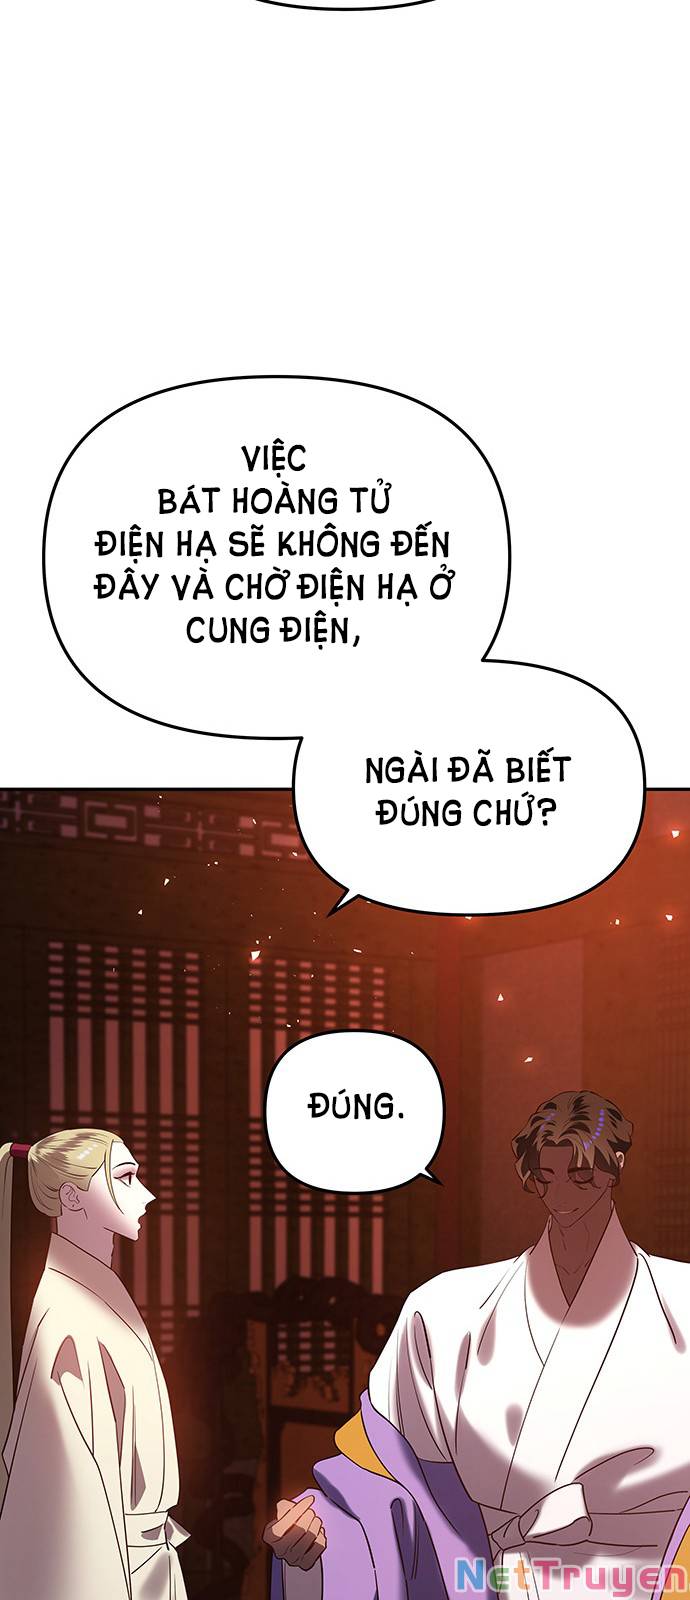 VIỆC
BÁT HOÀNG TỬ
ĐIỆN HẠ SẼ KHÔNG ĐẾN
ĐÂY VÀ CHỜ ĐIỆN HẠ Ở
CUNG ĐIỆN,
NGÀI ĐÃ BIẾT
ĐÚNG CHỨ?
ĐÚNG.
NetTruyen